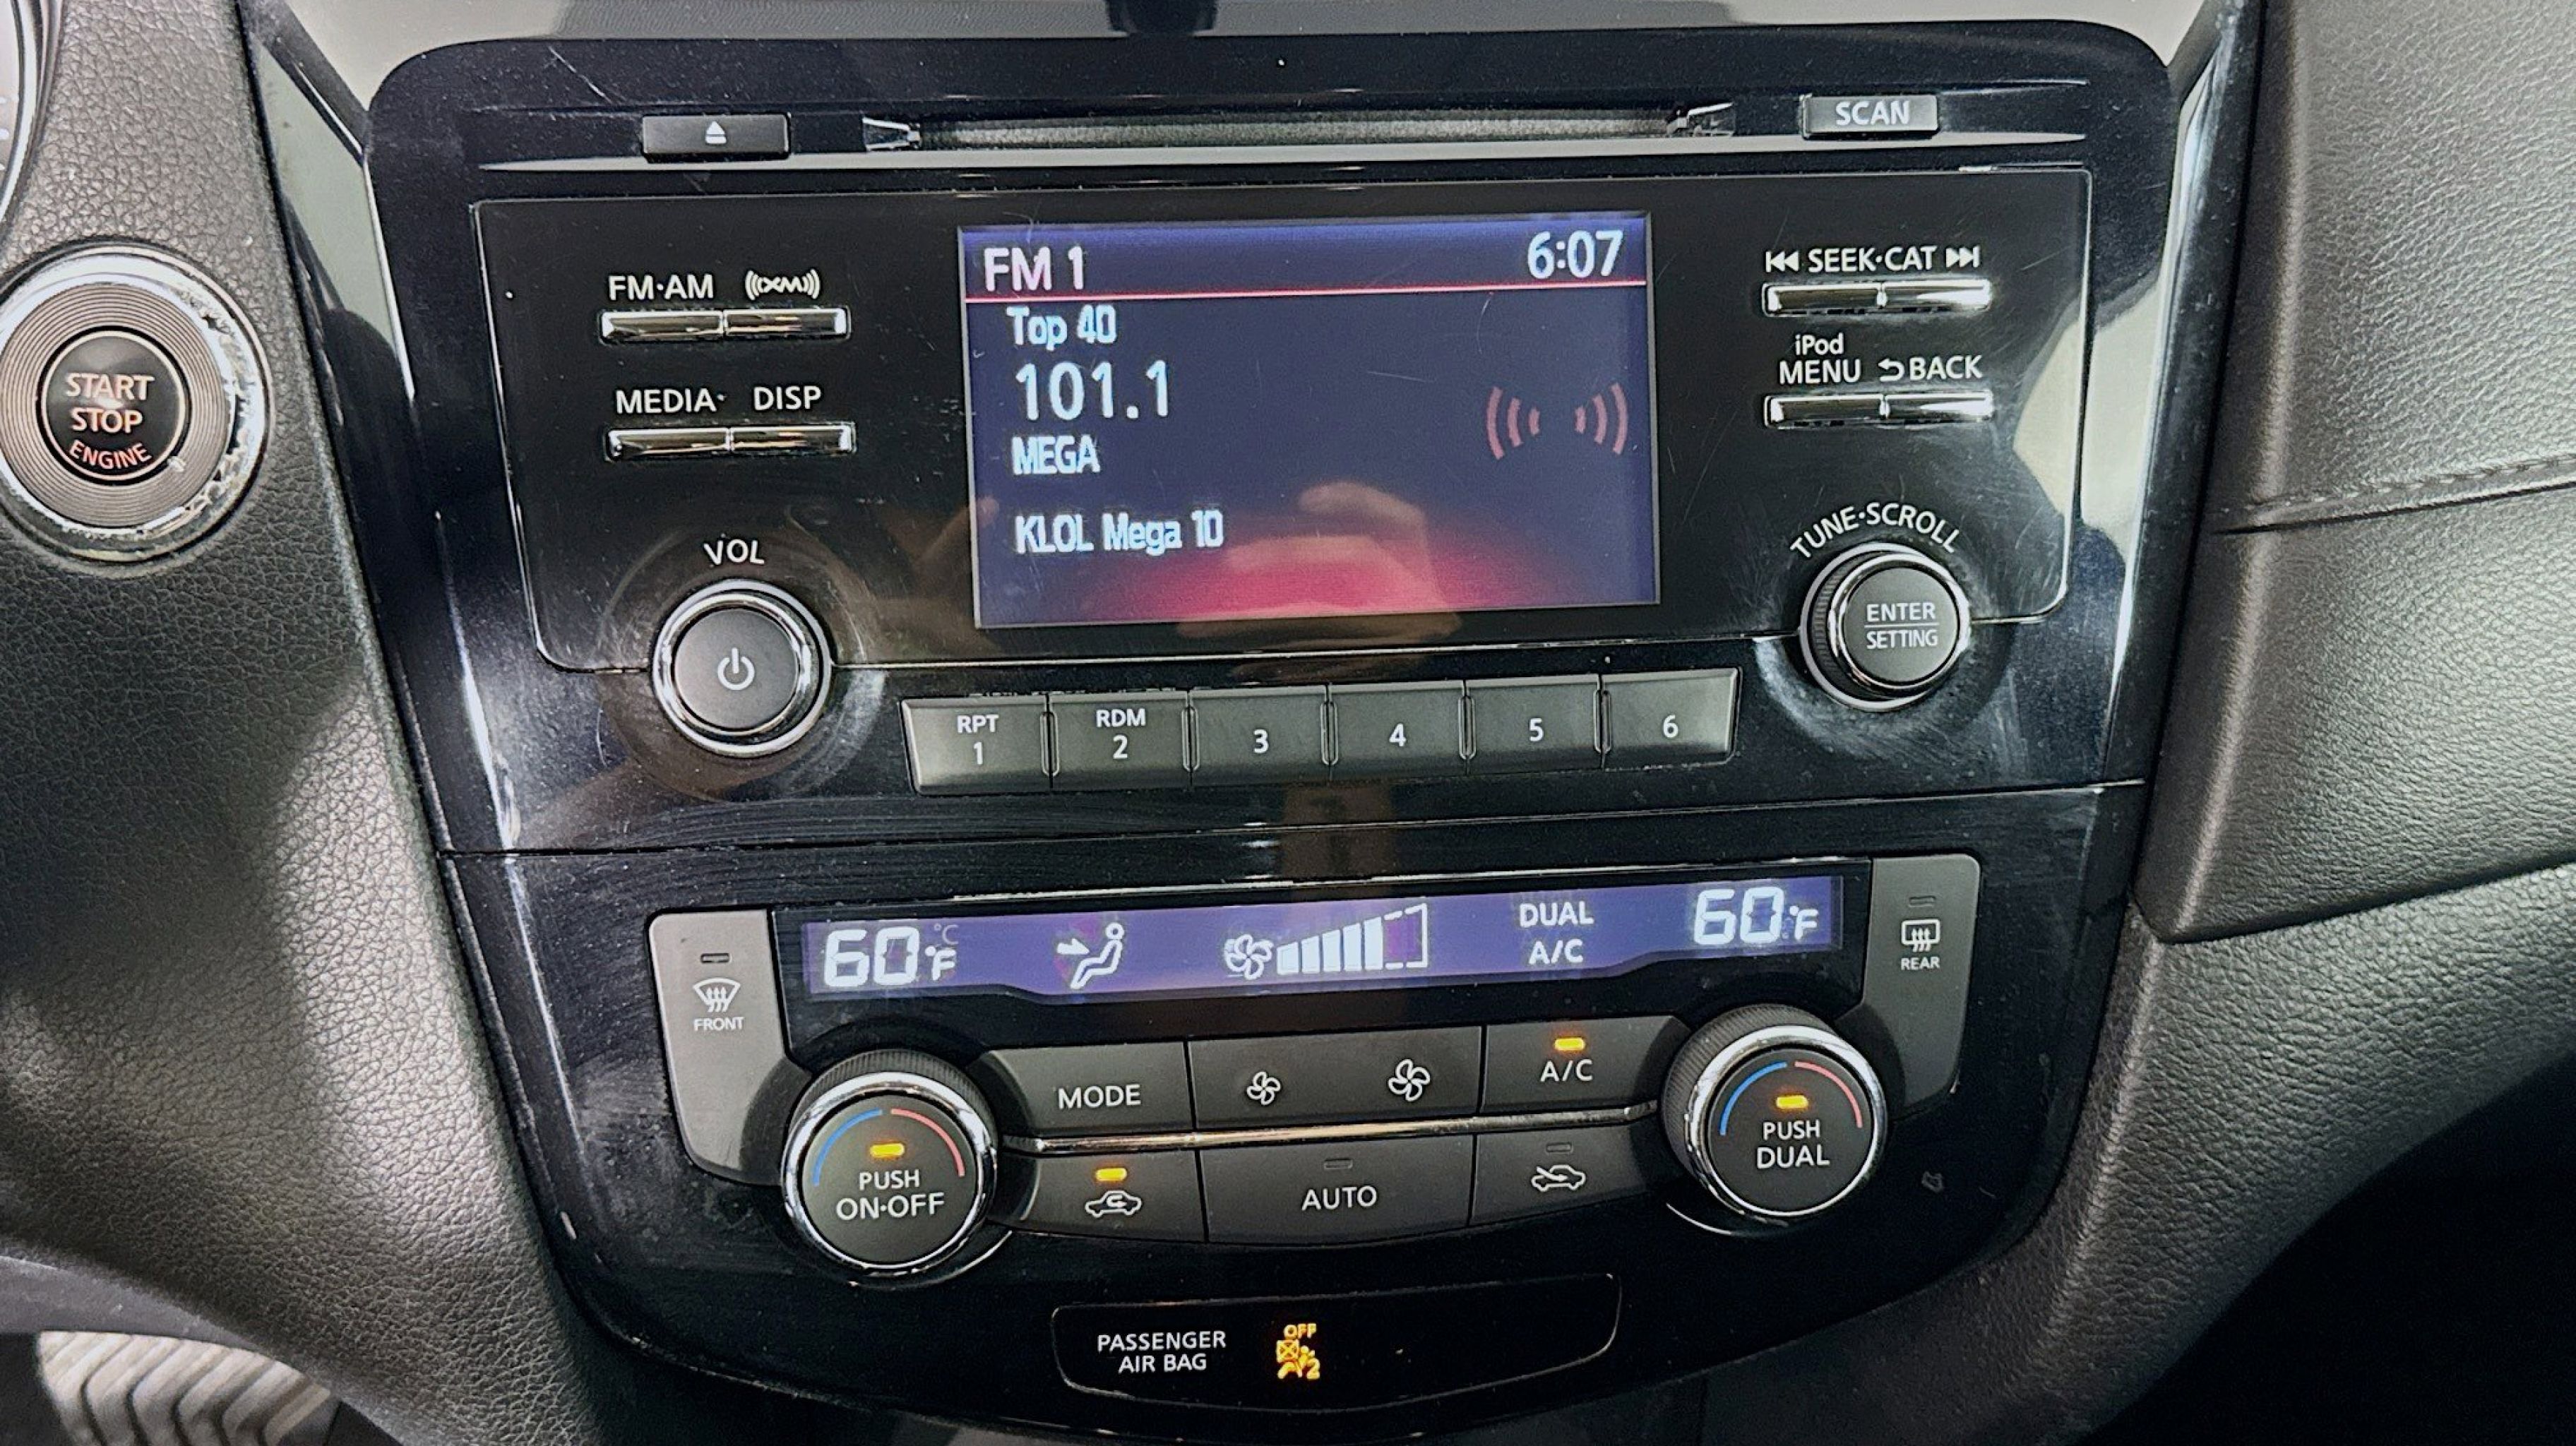 SCAN
FM 1 6:07
Top 40
101.1
MEGA
KLOL Mega 10
FM·AM ((XM))
MEDIA· DISP
SEEK·CAT
iPod
MENU BACK
START
STOP
ENGINE
VOL
TUNE·SCROLL
ENTER
SETTING
RPT
1
RDM
2
3
4
5
6
60 °C
°F
DUAL
A/C
60 °F
FRONT
REAR
MODE
A/C
PUSH
ON·OFF
AUTO
PUSH
DUAL
PASSENGER
AIR BAG
OFF
2